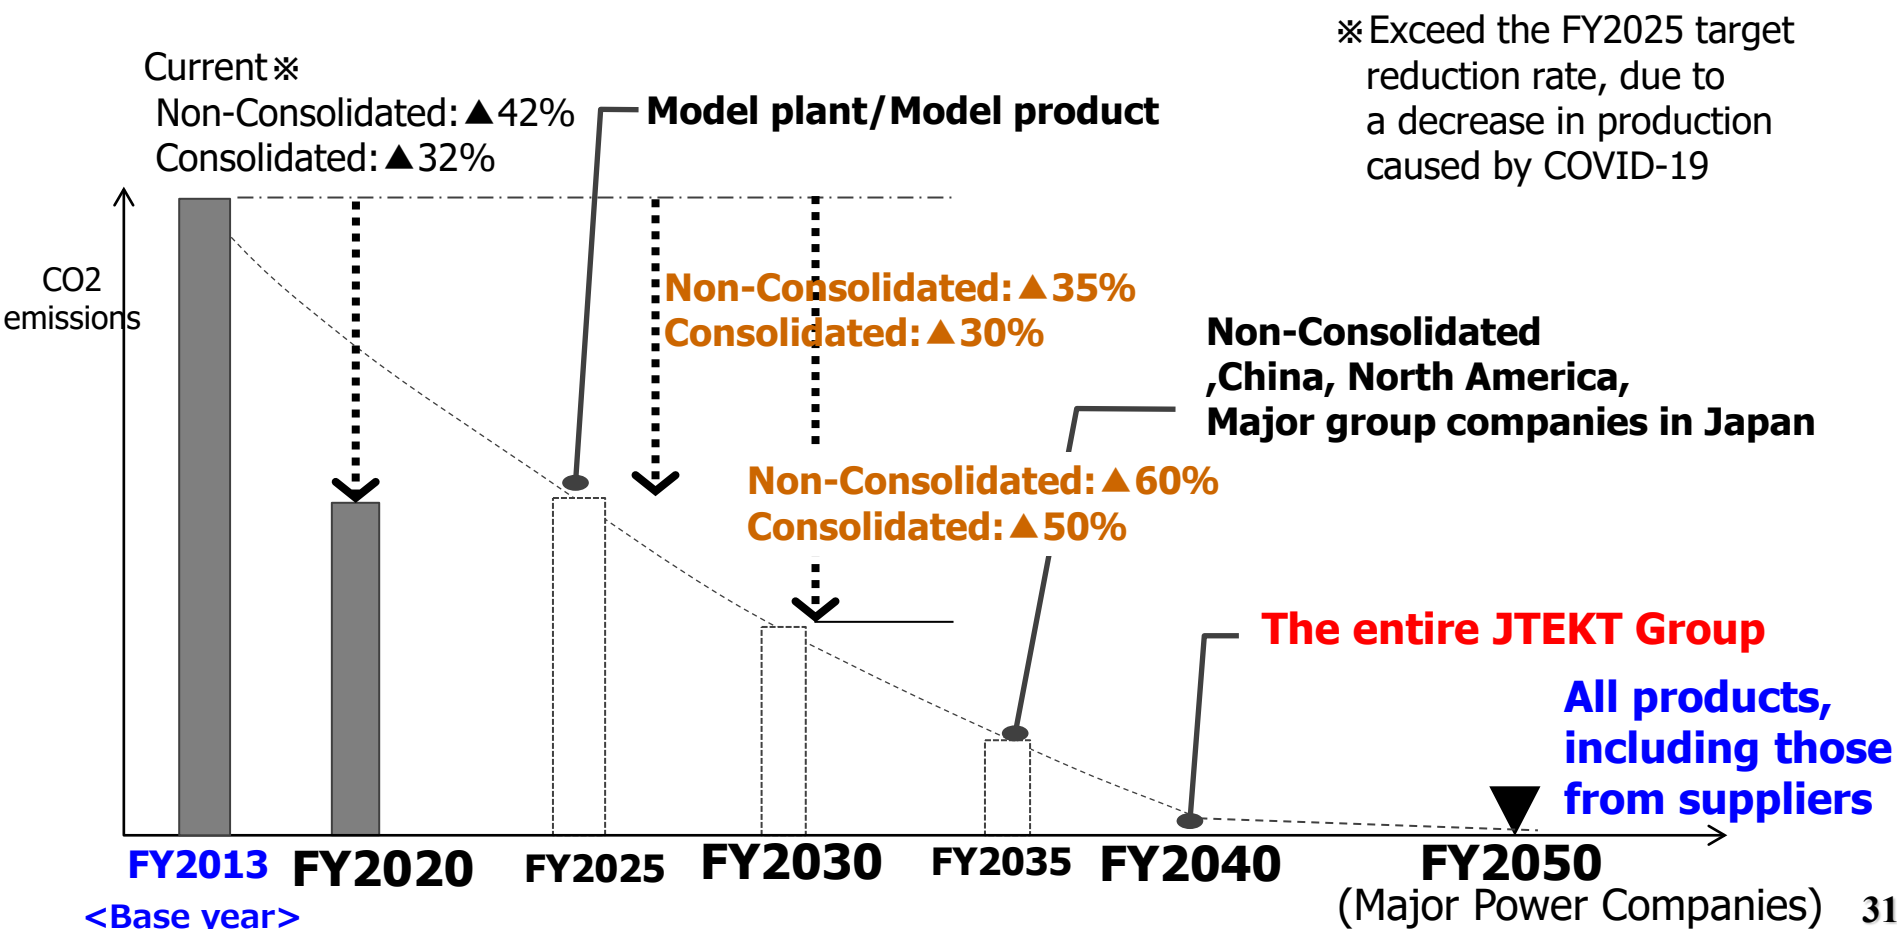 ※Exceed the FY2025 target
reduction rate, due to
a decrease in production
caused by COVID-19
Current※
Non-Consolidated:▲42%
Consolidated:▲32%
Model plant/Model product
CO2
emissions
Non-Consolidated:▲35%
Consolidated:▲30%
Non-Consolidated
,China, North America,
Major group companies in Japan
Non-Consolidated:▲60%
Consolidated:▲50%
The entire JTEKT Group
All products,
including those
from suppliers
FY2013 FY2020 FY2025 FY2030 FY2035 FY2040 FY2050
<Base year>
(Major Power Companies)
31